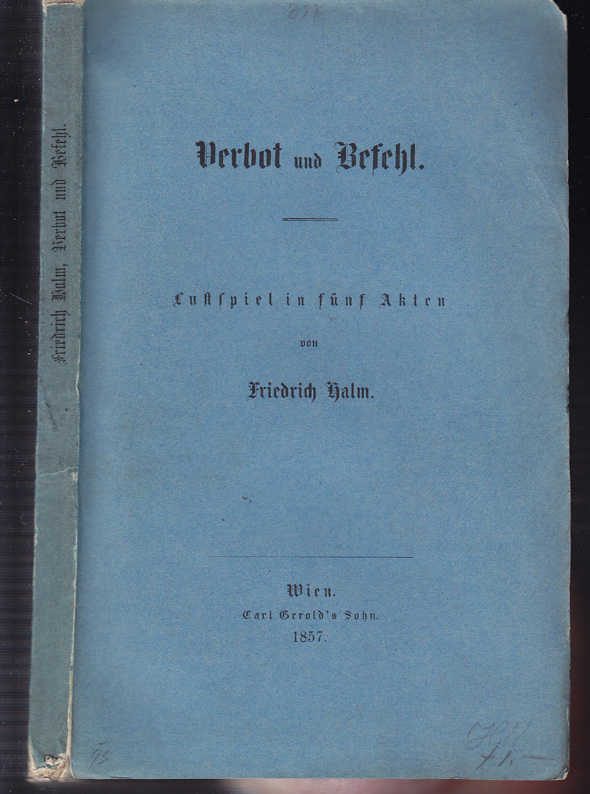 Friedrich Halm, Verbot und Befehl.
Verbot und Befehl.
Lustspiel in fünf Akten
von
Friedrich Halm.
Wien.
Carl Gerold's Sohn.
1857.